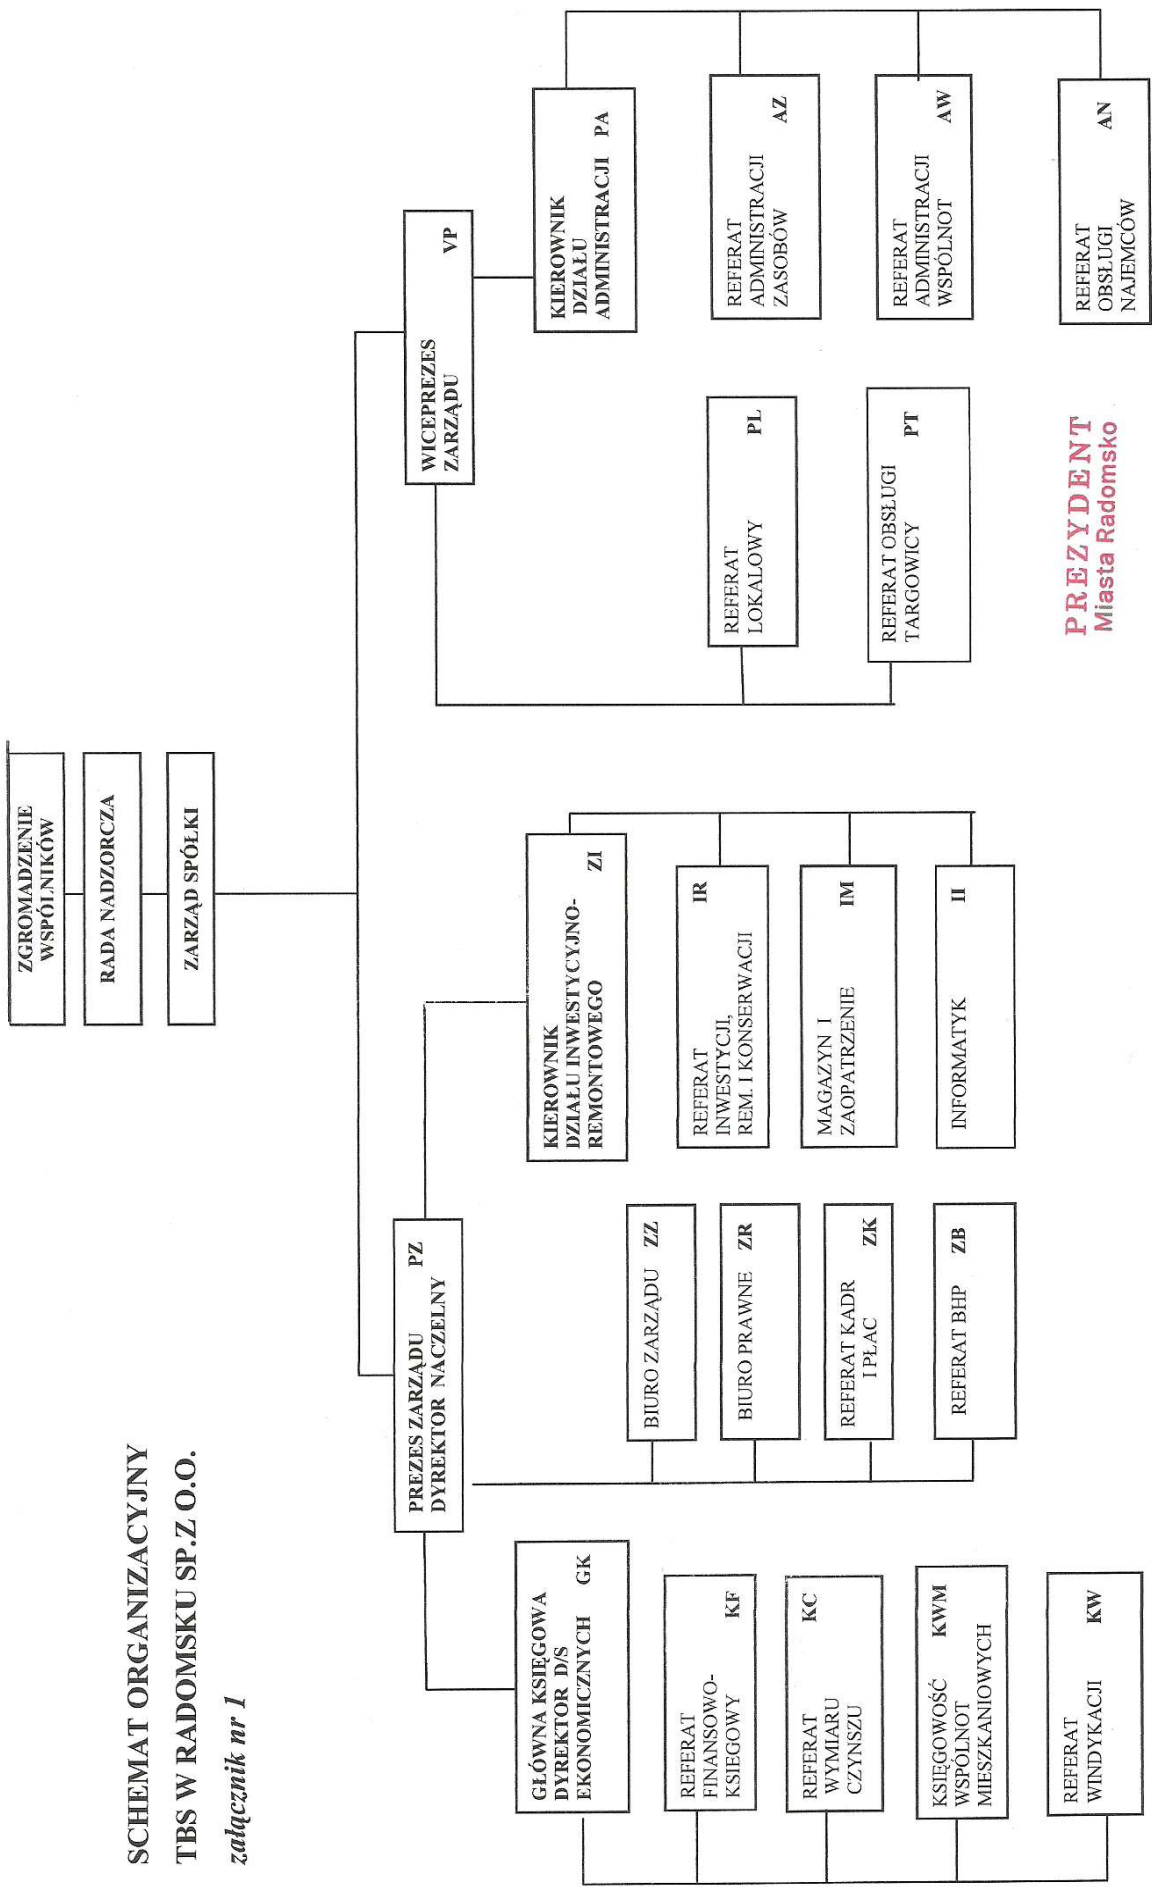 SCHEMAT ORGANIZACYJNY
TBS W RADOMSKU SP.Z O.O.
załącznik nr 1
ZGROMADZENIE
WSPÓLNIKÓW
RADA NADZORCZA
ZARZĄD SPÓŁKI
PREZES ZARZĄDU PZ
DYREKTOR NACZELNY
WICEPREZES
ZARZĄDU VP
GŁÓWNA KSIĘGOWA
DYREKTOR D/S
EKONOMICZNYCH GK
REFERAT
FINANSOWO-
KSIEGOWY KF
REFERAT KC
WYMIARU
CZYNSZU
KSIĘGOWOŚĆ KWM
WSPÓLNOT
MIESZKANIOWYCH
REFERAT
WINDYKACJI KW
BIURO ZARZĄDU ZZ
BIURO PRAWNE ZR
REFERAT KADR
I PŁAC ZK
REFERAT BHP ZB
KIEROWNIK
DZIAŁU INWESTYCYJNO-
REMONTOWEGO ZI
REFERAT IR
INWESTYCJI,
REM. I KONSERWACJI
MAGAZYN I
ZAOPATRZENIE IM
INFORMATYK II
REFERAT
LOKALOWY PL
REFERAT OBSŁUGI
TARGOWICY PT
KIEROWNIK
DZIAŁU
ADMINISTRACJI PA
REFERAT
ADMINISTRACJI
ZASOBÓW AZ
REFERAT
ADMINISTRACJI
WSPÓLNOT AW
REFERAT
OBSŁUGI AN
NAJEMCÓW
PREZYDENT
Miasta Radomsko